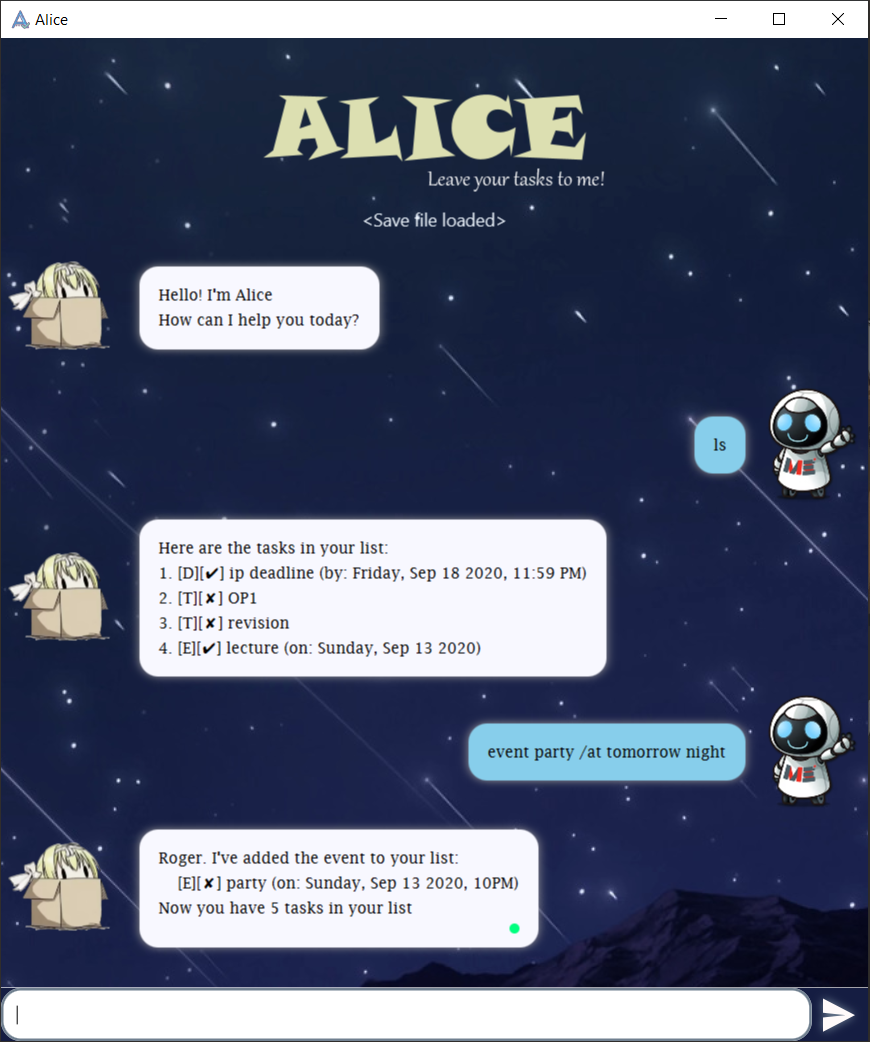 Alice
ALICE
Leave your tasks to me!
<Save file loaded>
Hello! I'm Alice
How can I help you today?
ls
ME
Here are the tasks in your list:
1. [D][✔] ip deadline (by: Friday, Sep 18 2020, 11:59 PM)
2. [T][✘] OP1
3. [T][✘] revision
4. [E][✔] lecture (on: Sunday, Sep 13 2020)
event party /at tomorrow night
ME
Roger. I've added the event to your list:
[E][✘] party (on: Sunday, Sep 13 2020, 10PM)
Now you have 5 tasks in your list